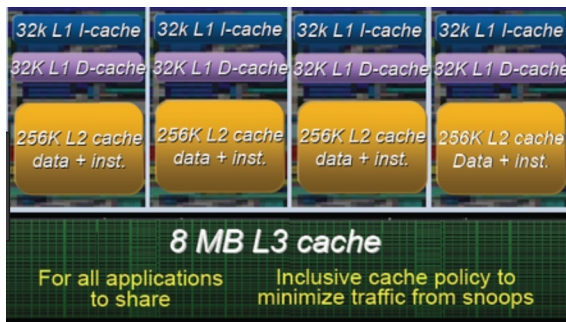 32k L1 I-cache 32k L1 I-cache 32k L1 I-cache 32k L1 I-cache
32K L1 D-cache 32K L1 D-cache 32K L1 D-cache 32K L1 D-cache
256K L2 cache 256K L2 cache 256K L2 cache 256K L2 cache
data + inst. data + inst. data + inst. Data + inst.
8 MB L3 cache
For all applications Inclusive cache policy to
to share minimize traffic from snoops